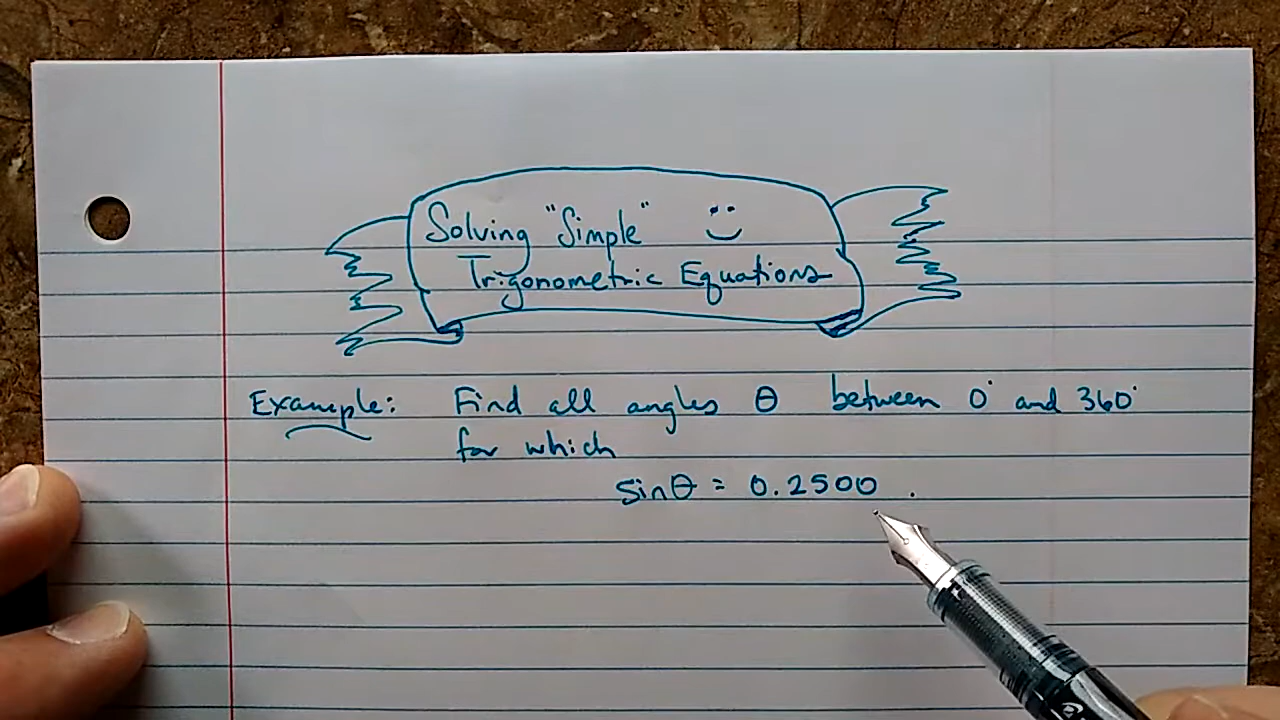 Solving "Simple"
Trigonometric Equations
Example: Find all angles θ between 0° and 360°
for which
sinθ = 0.2500 .